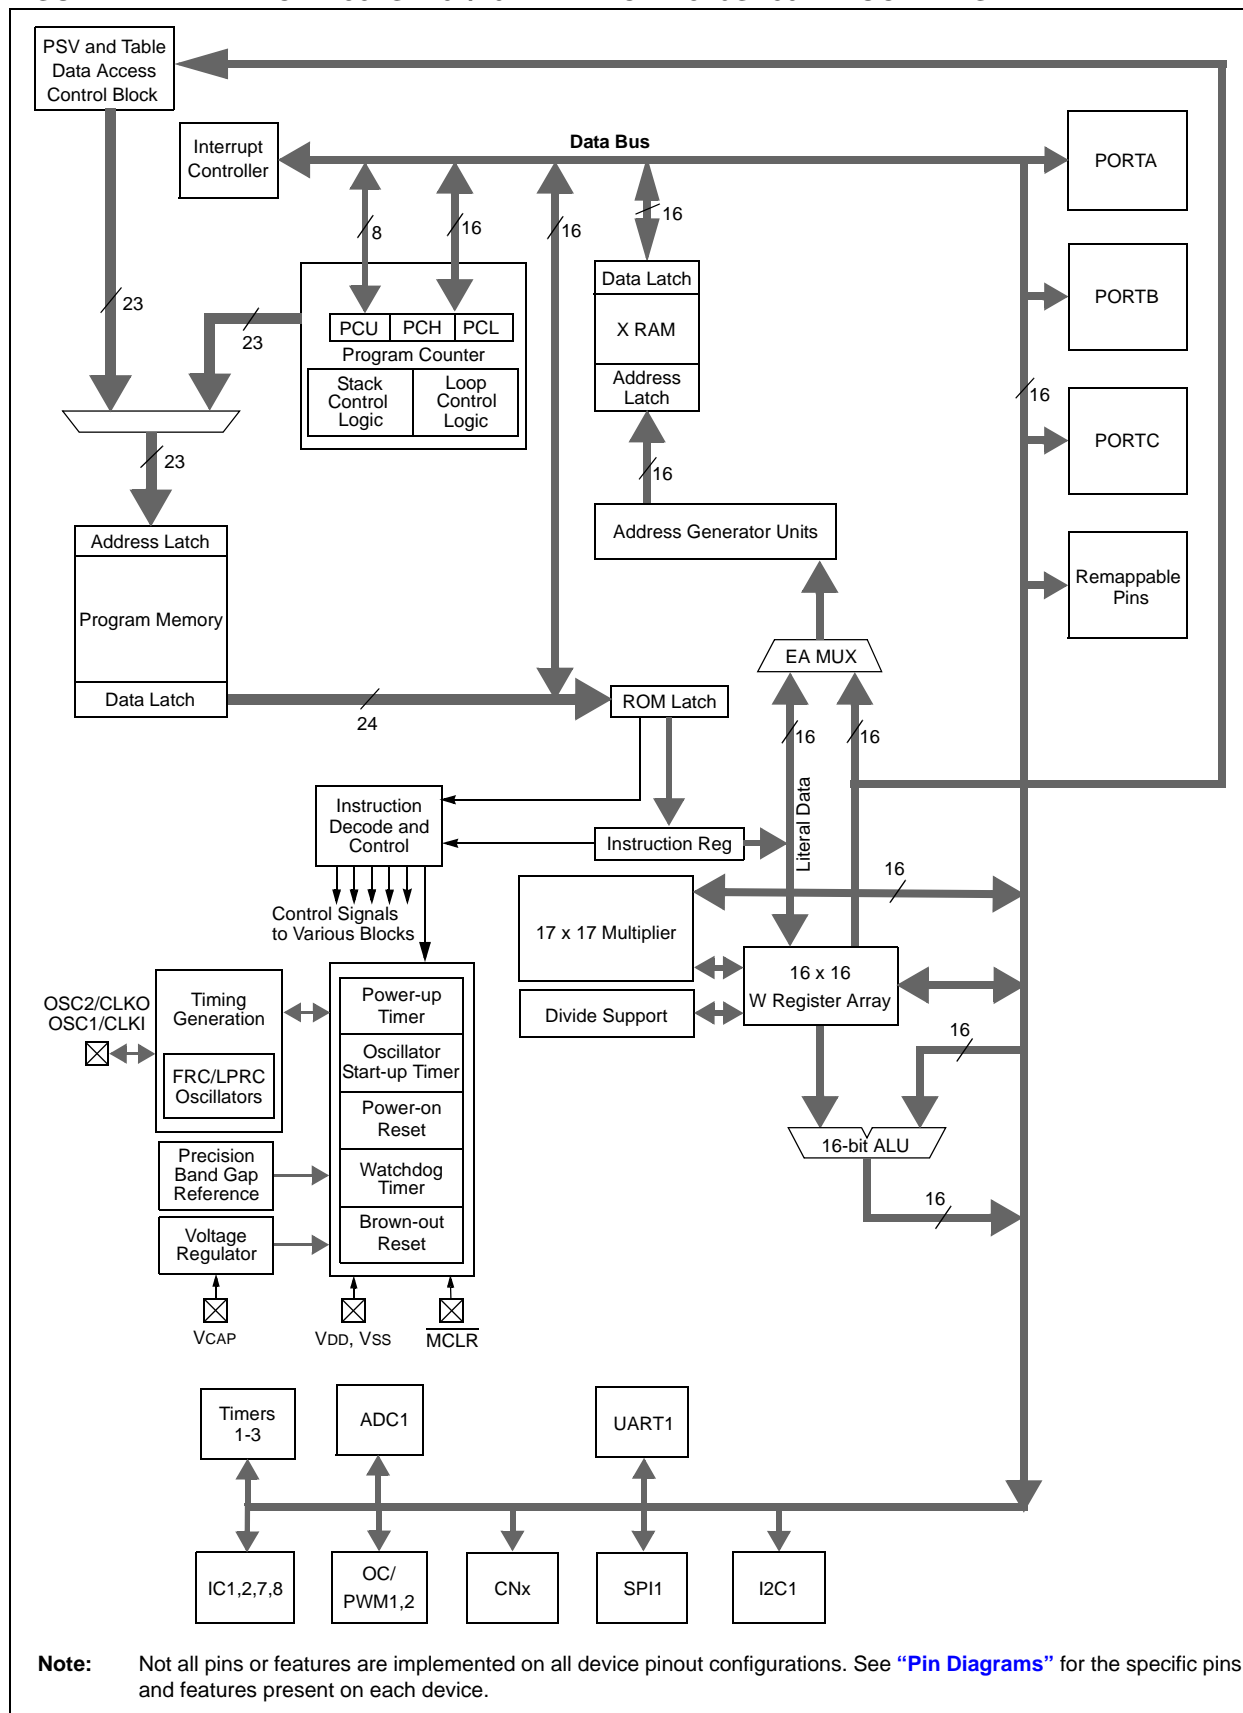 PSV and Table
Data Access
Control Block
Interrupt
Controller
Data Bus
PORTA
8
16
16
16
23
23
PCU
PCH
PCL
Program Counter
Stack
Control
Logic
Loop
Control
Logic
Data Latch
X RAM
Address
Latch
PORTB
16
PORTC
23
16
Address Latch
Program Memory
Data Latch
Address Generator Units
Remappable
Pins
EA MUX
24
ROM Latch
16
16
Literal Data
Instruction
Decode and
Control
Instruction Reg
Control Signals
to Various Blocks
16
17 x 17 Multiplier
16 x 16
W Register Array
Divide Support
OSC2/CLKO
OSC1/CLKI
Timing
Generation
FRC/LPRC
Oscillators
Power-up
Timer
Oscillator
Start-up Timer
Power-on
Reset
Watchdog
Timer
Brown-out
Reset
Precision
Band Gap
Reference
Voltage
Regulator
16
16-bit ALU
16
VCAP
VDD, VSS
MCLR
Timers
1-3
ADC1
UART1
IC1,2,7,8
OC/
PWM1,2
CNx
SPI1
I2C1
Note: Not all pins or features are implemented on all device pinout configurations. See “Pin Diagrams” for the specific pins
and features present on each device.